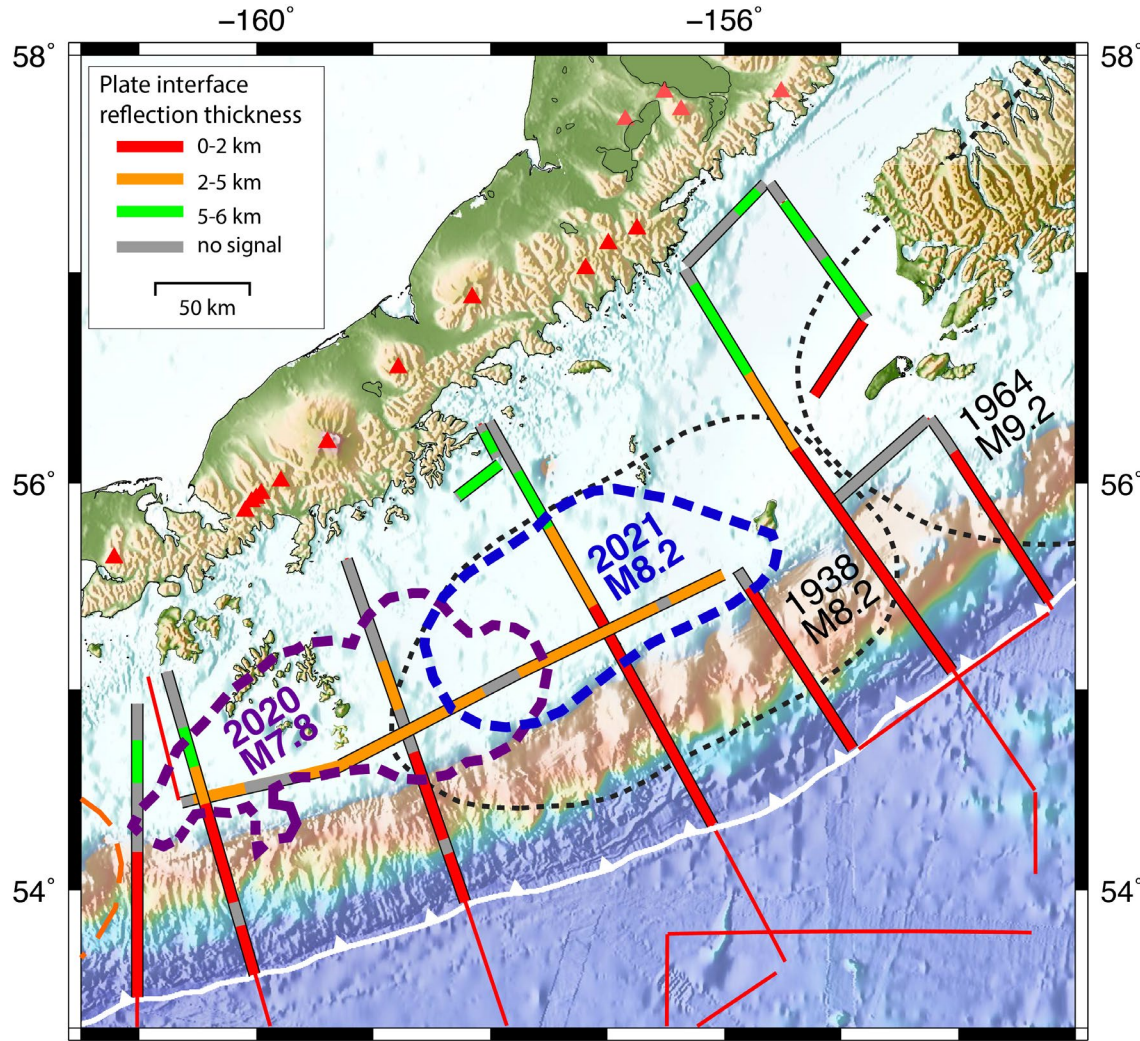 −160° −156°
58° 58°
Plate interface
reflection thickness
0-2 km
2-5 km
5-6 km
no signal
50 km
1964
M9.2
56° 56°
2021
M8.2
1938
M8.2
2020
M7.8
54° 54°